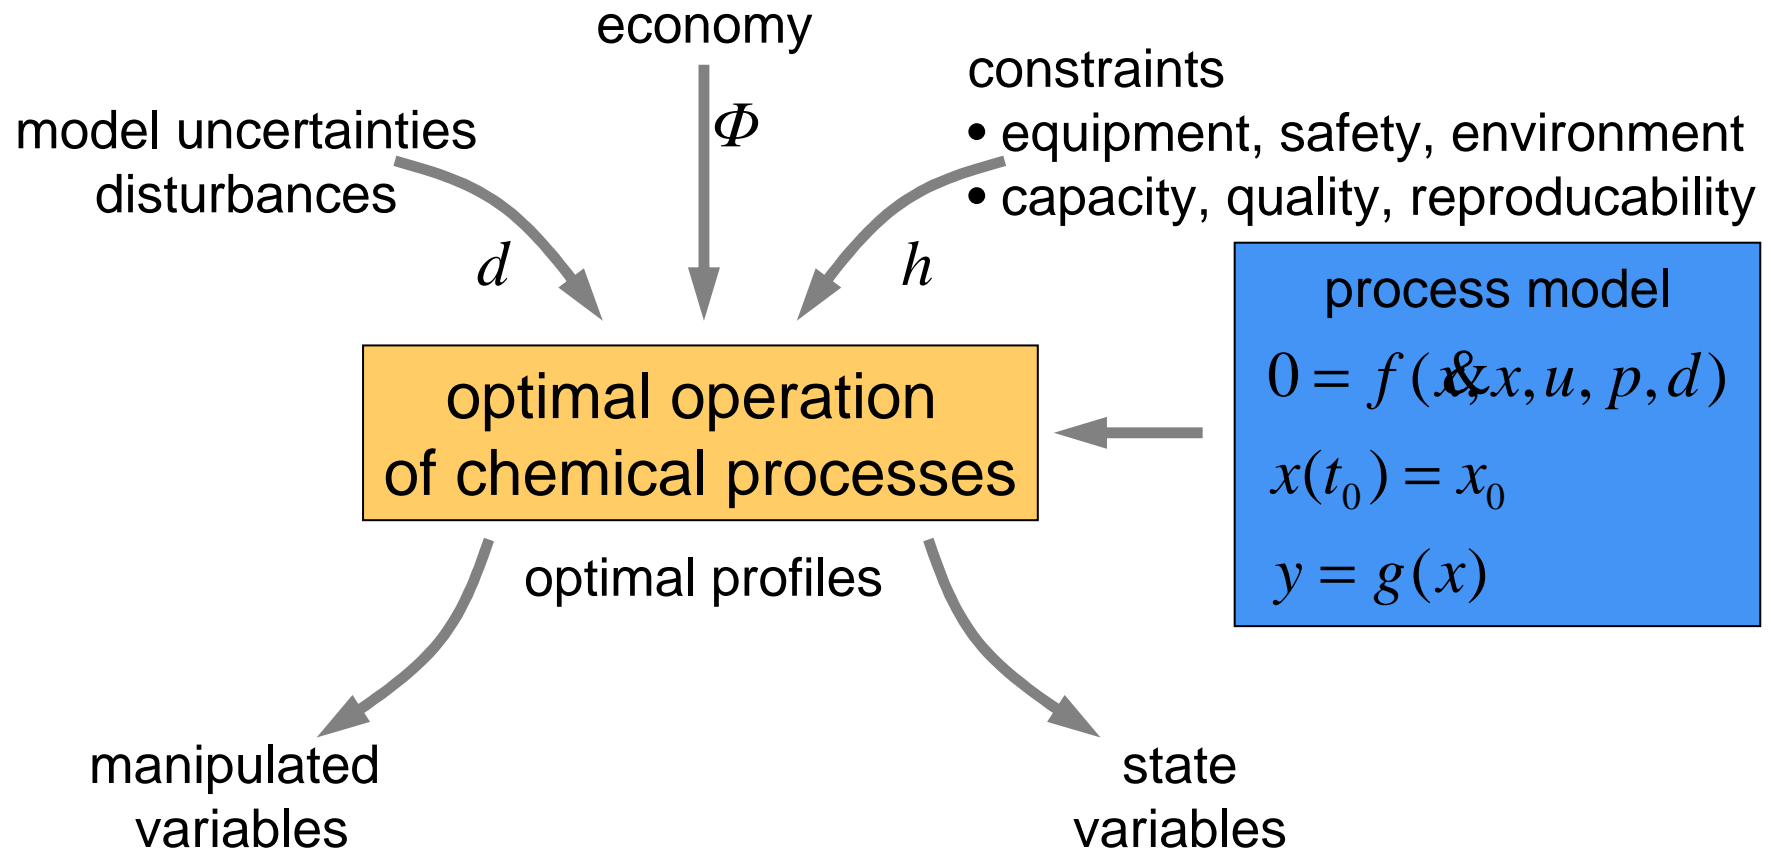 economy
Φ
constraints
• equipment, safety, environment
• capacity, quality, reproducability
model uncertainties
disturbances
d
h
process model
0 = f(x&, x, u, p, d)
x(t₀) = x₀
y = g(x)
optimal operation
of chemical processes
optimal profiles
manipulated
variables
state
variables